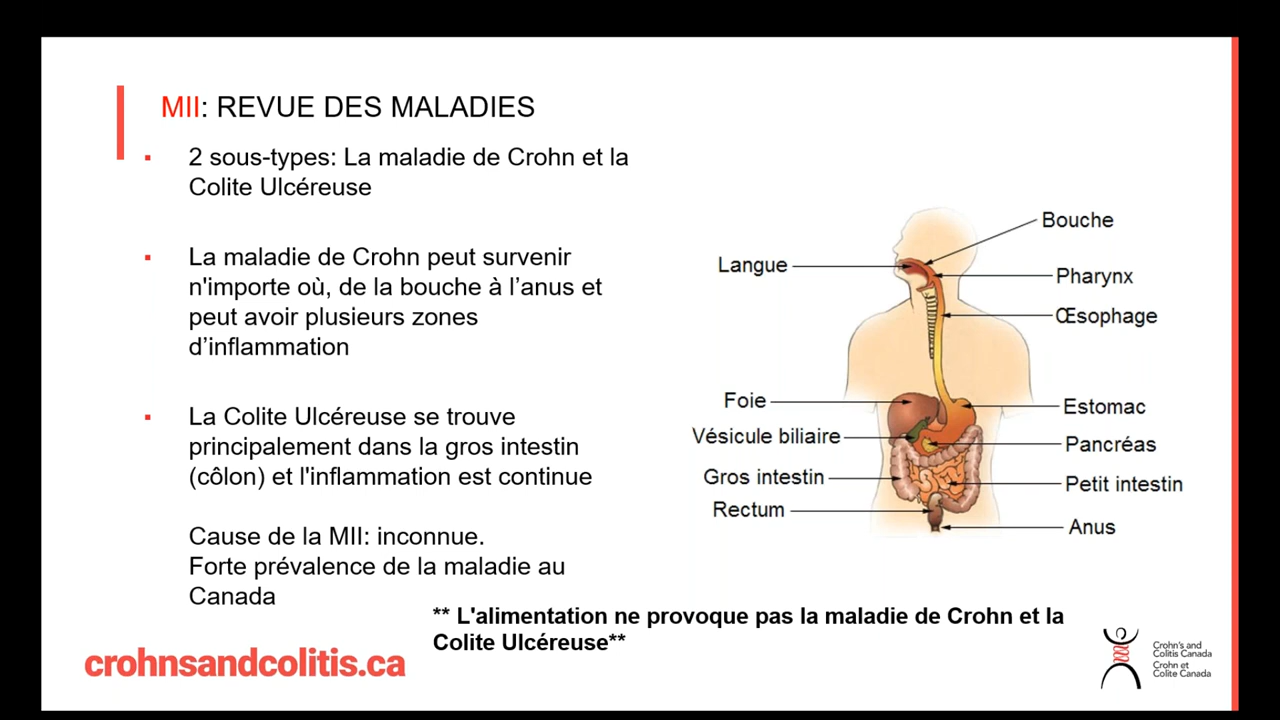 MII: REVUE DES MALADIES
▪ 2 sous-types: La maladie de Crohn et la
Colite Ulcéreuse
▪ La maladie de Crohn peut survenir
n'importe où, de la bouche à l’anus et
peut avoir plusieurs zones
d’inflammation
▪ La Colite Ulcéreuse se trouve
principalement dans la gros intestin
(côlon) et l'inflammation est continue
Cause de la MII: inconnue.
Forte prévalence de la maladie au
Canada
** L'alimentation ne provoque pas la maladie de Crohn et la
Colite Ulcéreuse**
Bouche
Langue
Pharynx
Œsophage
Foie
Estomac
Vésicule biliaire
Pancréas
Gros intestin
Petit intestin
Rectum
Anus
crohnsandcolitis.ca
Crohn's and
Colitis Canada
Crohn et
Colite Canada